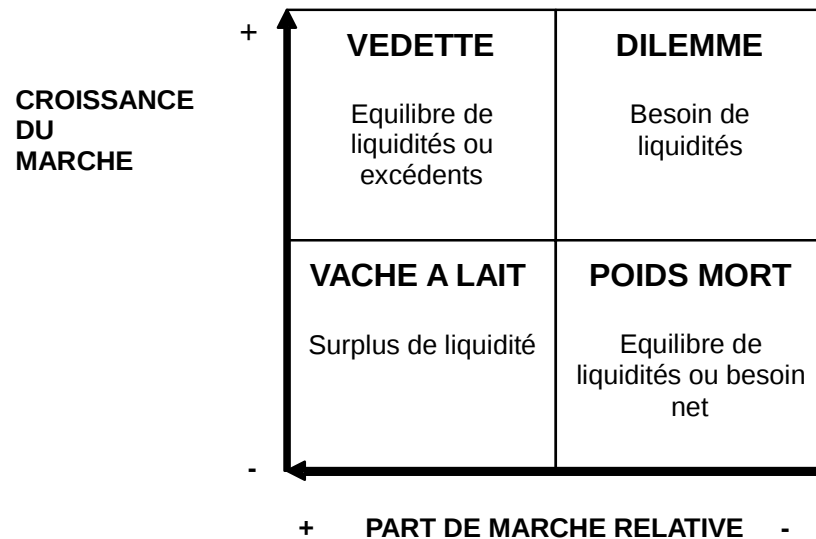 +
VEDETTE
DILEMME
CROISSANCE
DU
MARCHE
Equilibre de
liquidités ou
excédents
Besoin de
liquidités
VACHE A LAIT
POIDS MORT
Surplus de liquidité
Equilibre de
liquidités ou besoin
net
-
+ PART DE MARCHE RELATIVE -